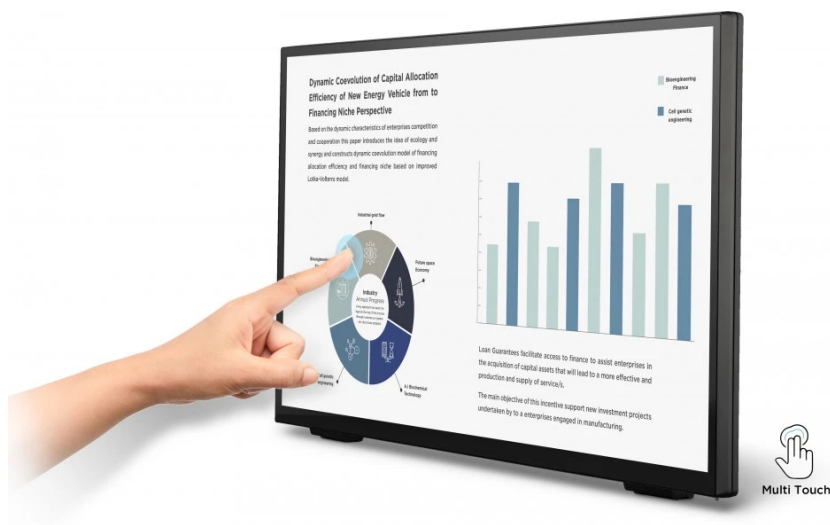 Dynamic Coevolution of Capital Allocation
Efficiency of New Energy Vehicle from to
Financing Niche Perspective
Based on the dynamic characteristics of enterprises competition
and cooperation this paper introduces the idea of ecology and
synergy and constructs dynamic coevolution model of financing
allocation efficiency and financing niche based on improved
Lotka-Volterra model.
Industrial gost flow
Bioengineering
Future space
Economy
Industry
Annual Progress
Cell genetic
engineering
A.I Biochemical
Technology
Bioengineering
Finance
Cell genetic
engineering
Loan Guarantees facilitate access to finance to assist enterprises in
the acquisition of capital assets that will lead to a more effective and
production and supply of service/s.
The main objective of this incentive support new investment projects
undertaken by to a enterprises engaged in manufacturing.
Multi Touch